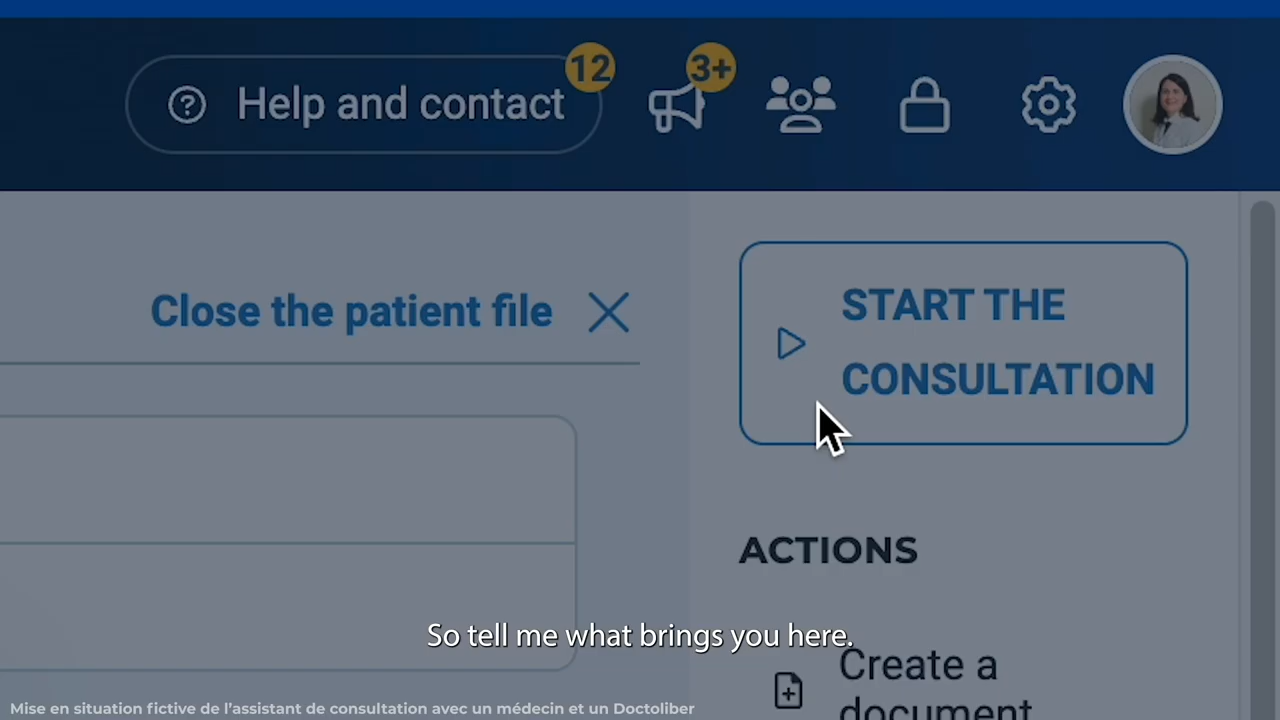 12
3+
Help and contact
Close the patient file
START THE
CONSULTATION
ACTIONS
So tell me what brings you here.
Create a
document
Mise en situation fictive de l'assistant de consultation avec un médecin et un Doctoliber